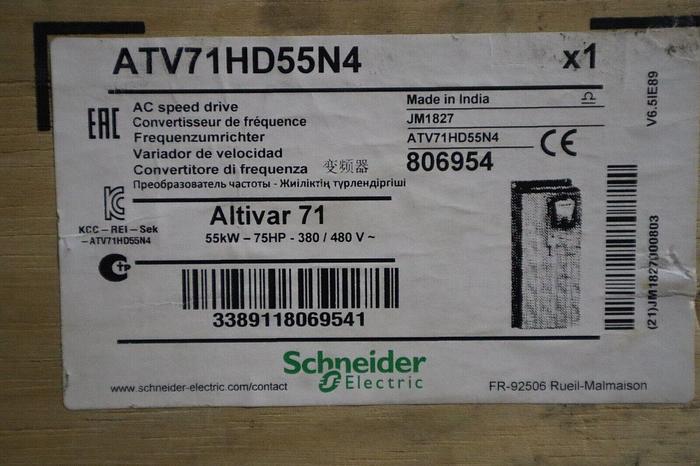 ATV71HD55N4
x1
EAC
AC speed drive
Convertisseur de fréquence
Frequenzumrichter
Variador de velocidad
Convertitore di frequenza 变频器
Преобразователь частоты - Жиіліктің түрлендіргіші
Made in India
JM1827
ATV71HD55N4
806954
CE
V6.5IE89
KCC – REI – Sek
–ATV71HD55N4
Altivar 71
55kW – 75HP - 380 / 480 V ~
3389118069541
(21)JM1827000803
Schneider
Electric
www.schneider-electric.com/contact
FR-92506 Rueil-Malmaison